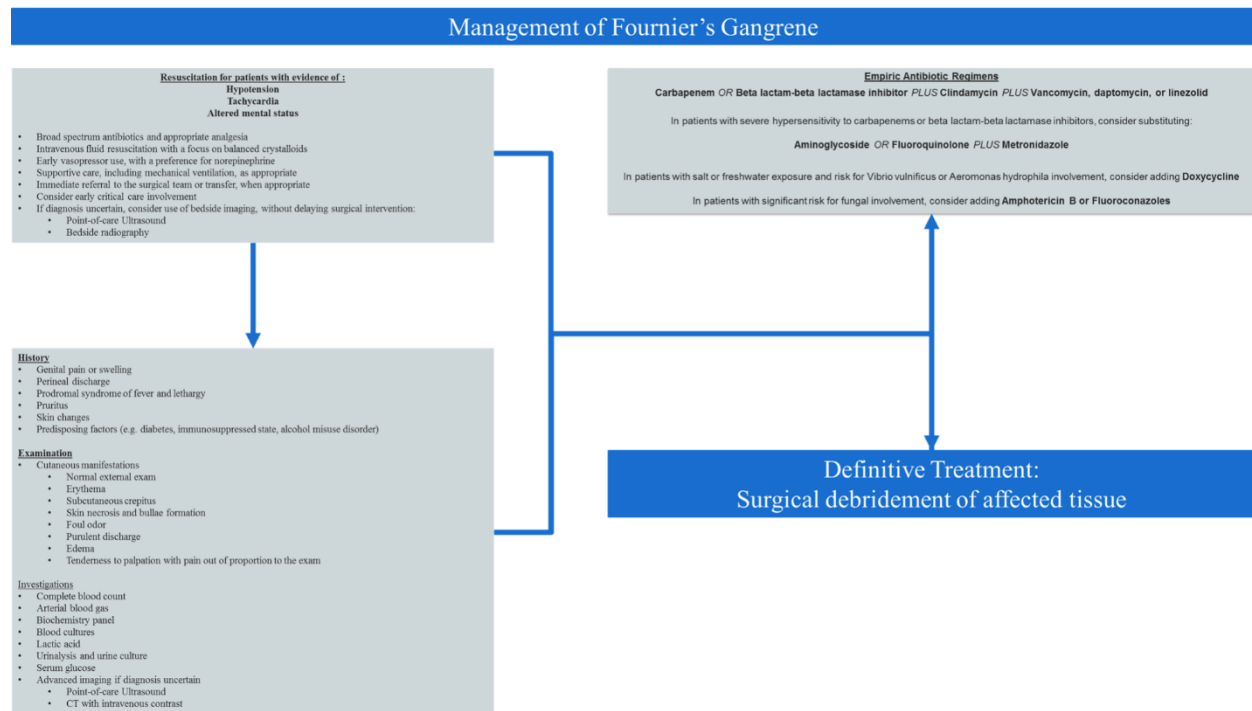 Management of Fournier's Gangrene
Resuscitation for patients with evidence of :
Hypotension
Tachycardia
Altered mental status
• Broad spectrum antibiotics and appropriate analgesia
• Intravenous fluid resuscitation with a focus on balanced crystalloids
• Early vasopressor use, with a preference for norepinephrine
• Supportive care, including mechanical ventilation, as appropriate
• Immediate referral to the surgical team or transfer, when appropriate
• Consider early critical care involvement
• If diagnosis uncertain, consider use of bedside imaging, without delaying surgical intervention:
• Point-of-care Ultrasound
• Bedside radiography
History
• Genital pain or swelling
• Perineal discharge
• Prodromal syndrome of fever and lethargy
• Pruritus
• Skin changes
• Predisposing factors (e.g. diabetes, immunosuppressed state, alcohol misuse disorder)
Examination
• Cutaneous manifestations
• Normal external exam
• Erythema
• Subcutaneous crepitus
• Skin necrosis and bullae formation
• Foul odor
• Purulent discharge
• Edema
• Tenderness to palpation with pain out of proportion to the exam
Investigations
• Complete blood count
• Arterial blood gas
• Biochemistry panel
• Blood cultures
• Lactic acid
• Urinalysis and urine culture
• Serum glucose
• Advanced imaging if diagnosis uncertain
• Point-of-care Ultrasound
• CT with intravenous contrast
Empiric Antibiotic Regimens
Carbapenem OR Beta lactam-beta lactamase inhibitor PLUS Clindamycin PLUS Vancomycin, daptomycin, or linezolid
In patients with severe hypersensitivity to carbapenems or beta lactam-beta lactamase inhibitors, consider substituting:
Aminoglycoside OR Fluoroquinolone PLUS Metronidazole
In patients with salt or freshwater exposure and risk for Vibrio vulnificus or Aeromonas hydrophila involvement, consider adding Doxycycline
In patients with significant risk for fungal involvement, consider adding Amphotericin B or Fluoroconazoles
Definitive Treatment:
Surgical debridement of affected tissue